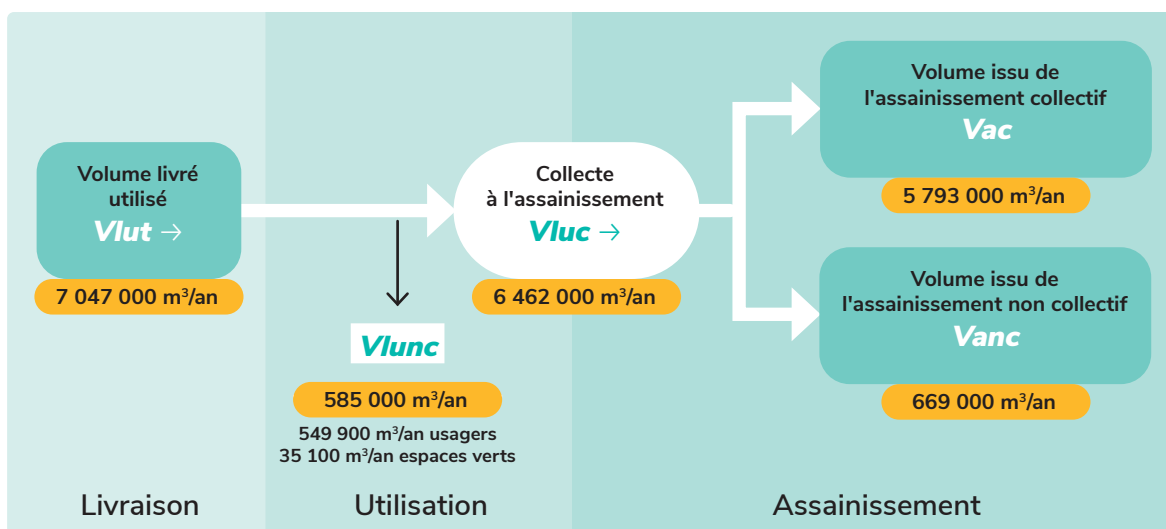 Volume livré
utilisé
Vlut →
7 047 000 m³/an
Vlunc
585 000 m³/an
549 900 m³/an usagers
35 100 m³/an espaces verts
Collecte
à l'assainissement
Vluc →
6 462 000 m³/an
Volume issu de
l'assainissement collectif
Vac
5 793 000 m³/an
Volume issu de
l'assainissement non collectif
Vanc
669 000 m³/an
Livraison
Utilisation
Assainissement